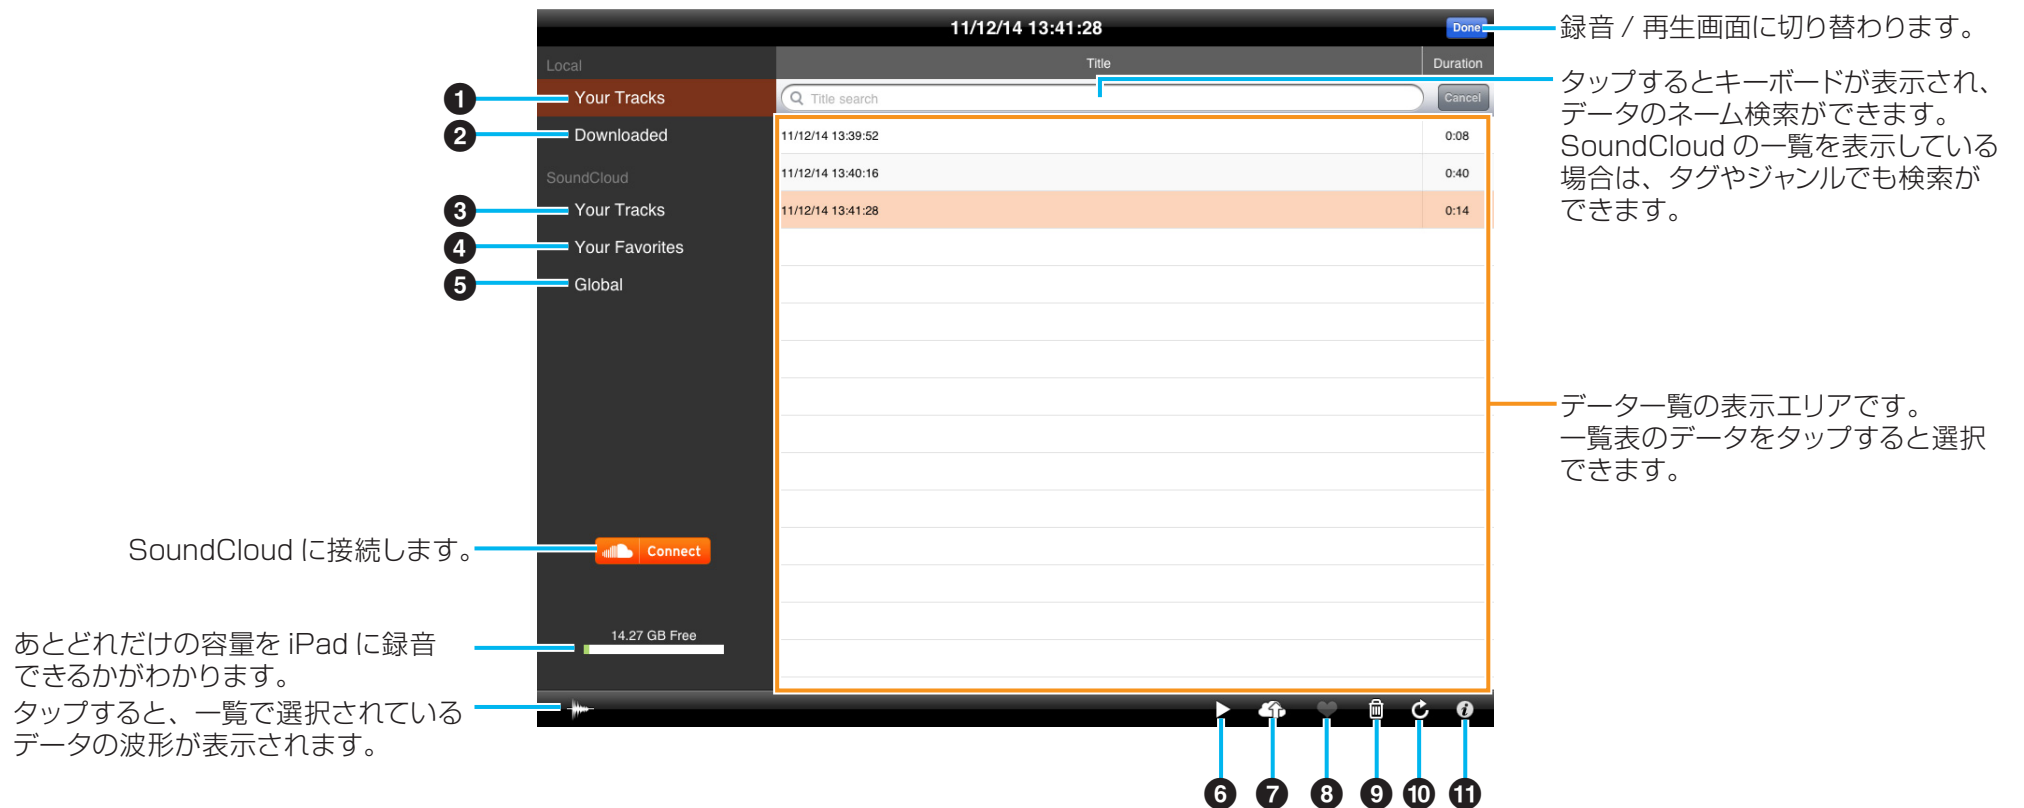 11/12/14 13:41:28
Done
録音 / 再生画面に切り替わります。
Local
Title
Duration
❶
Your Tracks
Title search
Cancel
タップするとキーボードが表示され、
データのネーム検索ができます。
SoundCloud の一覧を表示している
場合は、タグやジャンルでも検索が
できます。
❷
Downloaded
11/12/14 13:39:52
0:08
SoundCloud
11/12/14 13:40:16
0:40
❸
Your Tracks
11/12/14 13:41:28
0:14
❹
Your Favorites
❺
Global
データ一覧の表示エリアです。
一覧表のデータをタップすると選択
できます。
SoundCloud に接続します。
Connect
14.27 GB Free
あとどれだけの容量を iPad に録音
できるかがわかります。
タップすると、一覧で選択されている
データの波形が表示されます。
❻ ❼ ❽ ❾ ❿ ⓫